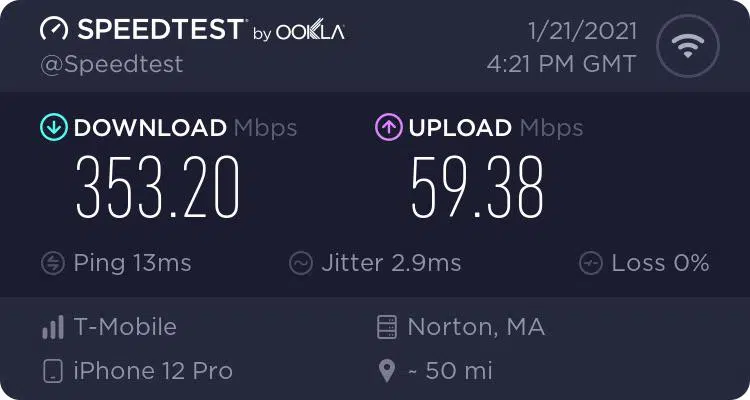 SPEEDTEST® by OOKLA®
@Speedtest
1/21/2021
4:21 PM GMT
DOWNLOAD Mbps
353.20
UPLOAD Mbps
59.38
Ping 13ms
Jitter 2.9ms
Loss 0%
T-Mobile
Norton, MA
iPhone 12 Pro
~ 50 mi